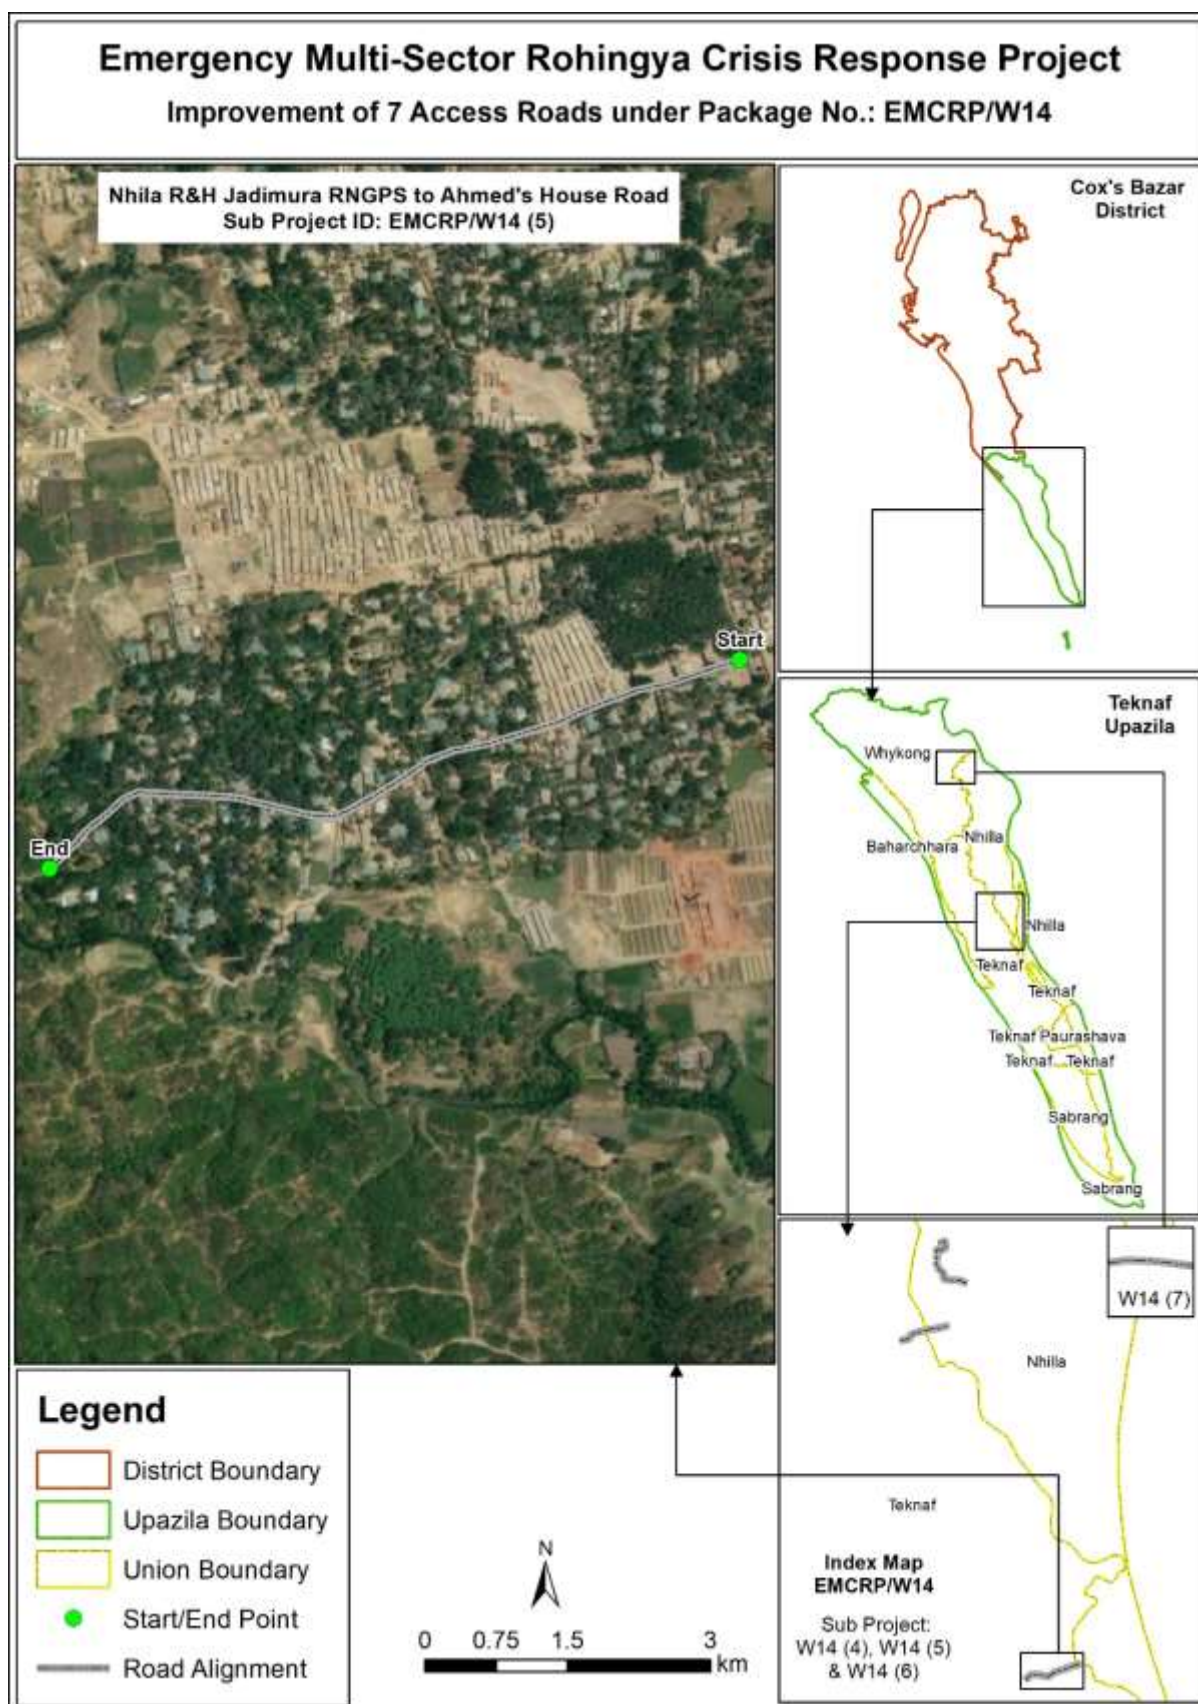 Emergency Multi-Sector Rohingya Crisis Response Project
Improvement of 7 Access Roads under Package No.: EMCRP/W14
Nhila R&H Jadimura RNGPS to Ahmed's House Road
Sub Project ID: EMCRP/W14 (5)
Start
End
Cox's Bazar
District
Teknaf
Upazila
Whykong
Nhilla
Baharchhara
Nhilla
Teknaf
Teknaf
Teknaf Paurashava
Teknaf
Teknaf
Sabrang
Sabrang
W14 (7)
Nhilla
Teknaf
Index Map
EMCRP/W14
Sub Project:
W14 (4), W14 (5)
& W14 (6)
Legend
District Boundary
Upazila Boundary
Union Boundary
Start/End Point
Road Alignment
N
0 0.75 1.5 3
km